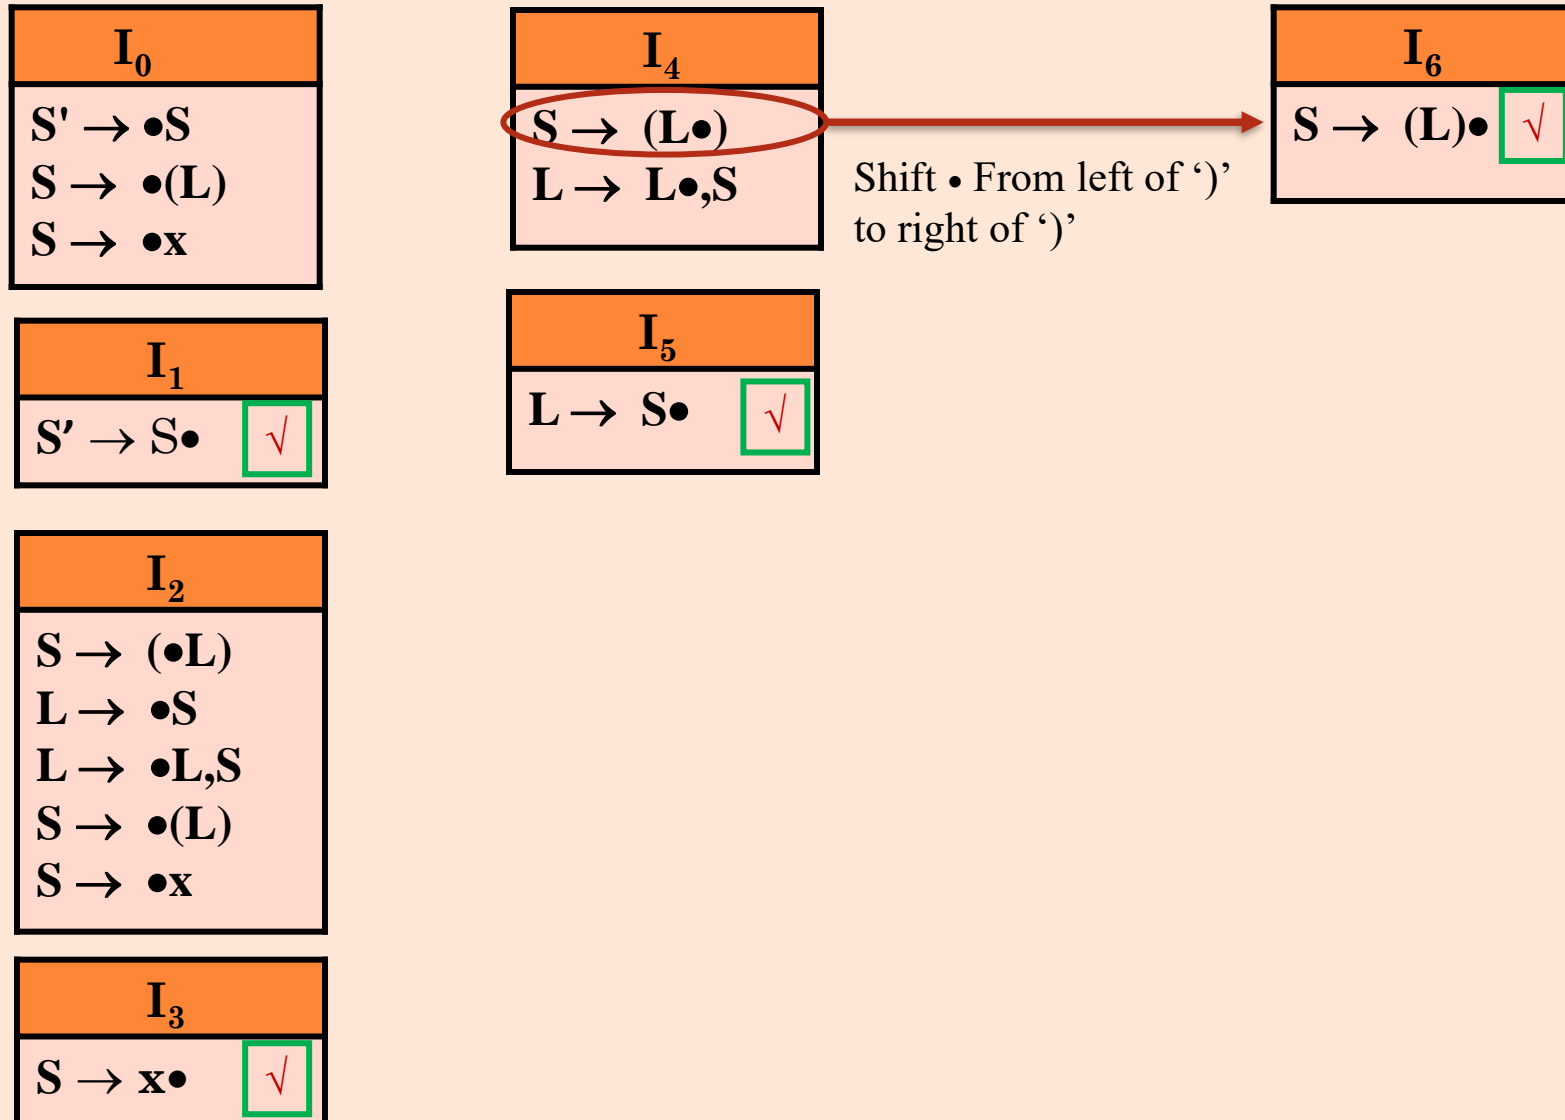 I₀
S' → •S
S → •(L)
S → •x
I₁
S′ → S• √
I₂
S → (•L)
L → •S
L → •L,S
S → •(L)
S → •x
I₃
S → x• √
I₄
S → (L•)
L → L•,S
I₅
L → S• √
Shift • From left of ‘)’
to right of ‘)’
I₆
S → (L)• √